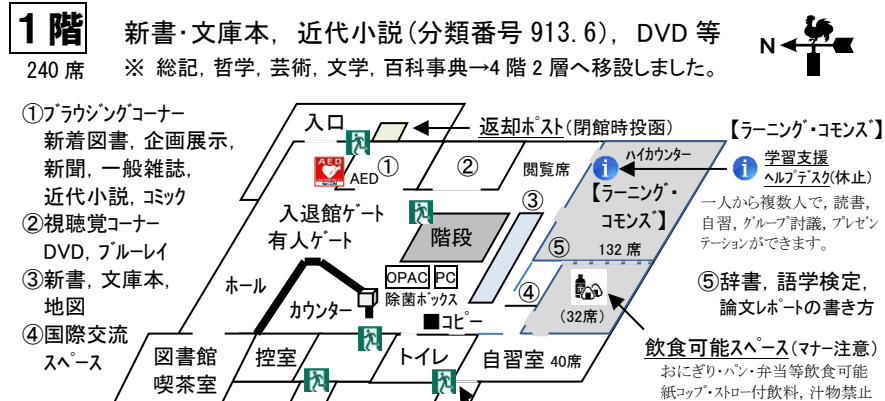 1階
新書・文庫本，近代小説（分類番号 913.6），DVD 等
240 席
※ 総記，哲学，芸術，文学，百科事典→4 階 2 層へ移設しました。
N
①ブラウジングコーナー
新着図書，企画展示，
新聞，一般雑誌，
近代小説，コミック
②視聴覚コーナー
DVD，ブルーレイ
③新書，文庫本，
地図
④国際交流
スペース
入口
返却ポスト（閉館時投函）
AED
AED
①
②
閲覧席
③
ハイカウンター
【ラーニング・
コモンズ】
132 席
⑤
入退館ゲート
有人ゲート
階段
ホール
カウンター
OPAC
PC
除菌ボックス
■コピー
④
（32席）
図書館
喫茶室
控室
トイレ
自習室 40席
【ラーニング・コモンズ】
学習支援
ヘルプデスク（休止）
一人から複数人で，読書，
自習，グループ討議，プレゼン
テーションができます。
⑤辞書，語学検定，
論文レポートの書き方
飲食可能スペース（マナー注意）
おにぎり・パン・弁当等飲食可能
紙コップ・ストロー付飲料，汁物禁止